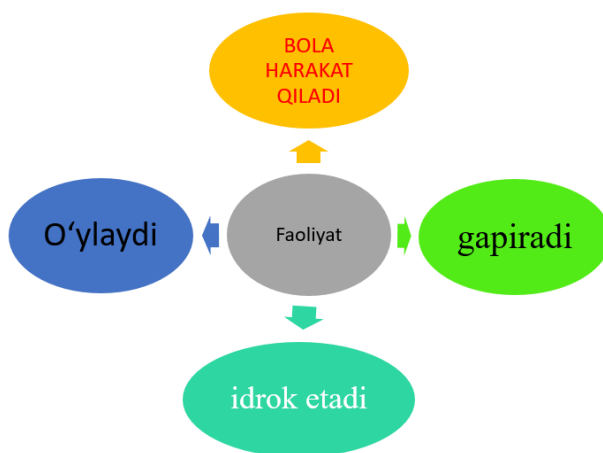 BOLA
HARAKAT
QILADI
O‘ylaydi
Faoliyat
gapiradi
idrok etadi